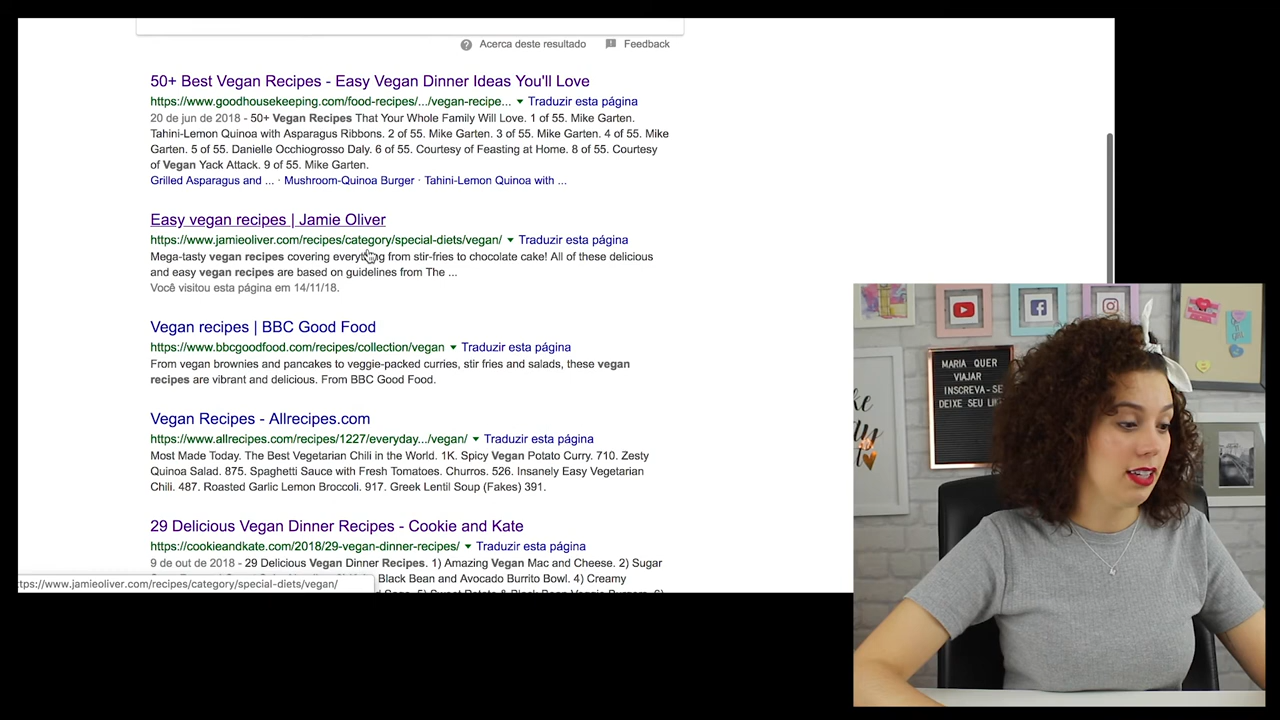 Acerca deste resultado Feedback
50+ Best Vegan Recipes - Easy Vegan Dinner Ideas You'll Love
https://www.goodhousekeeping.com/food-recipes/.../vegan-recipe... Traduzir esta página
20 de jun de 2018 - 50+ Vegan Recipes That Your Whole Family Will Love. 1 of 55. Mike Garten.
Tahini-Lemon Quinoa with Asparagus Ribbons. 2 of 55. Mike Garten. 3 of 55. Mike Garten. 4 of 55. Mike
Garten. 5 of 55. Danielle Occhiogrosso Daly. 6 of 55. Courtesy of Feasting at Home. 8 of 55. Courtesy
of Vegan Yack Attack. 9 of 55. Mike Garten.
Grilled Asparagus and ... · Mushroom-Quinoa Burger · Tahini-Lemon Quinoa with ...
Easy vegan recipes | Jamie Oliver
https://www.jamieoliver.com/recipes/category/special-diets/vegan/ Traduzir esta página
Mega-tasty vegan recipes covering everything from stir-fries to chocolate cake! All of these delicious
and easy vegan recipes are based on guidelines from The ...
Você visitou esta página em 14/11/18.
Vegan recipes | BBC Good Food
https://www.bbcgoodfood.com/recipes/collection/vegan Traduzir esta página
From vegan brownies and pancakes to veggie-packed curries, stir fries and salads, these vegan
recipes are vibrant and delicious. From BBC Good Food.
Vegan Recipes - Allrecipes.com
https://www.allrecipes.com/recipes/1227/everyday.../vegan/ Traduzir esta página
Most Made Today. The Best Vegetarian Chili in the World. 1K. Spicy Vegan Potato Curry. 710. Zesty
Quinoa Salad. 875. Spaghetti Sauce with Fresh Tomatoes. Churros. 526. Insanely Easy Vegetarian
Chili. 487. Roasted Garlic Lemon Broccoli. 917. Greek Lentil Soup (Fakes) 391.
29 Delicious Vegan Dinner Recipes - Cookie and Kate
https://cookieandkate.com/2018/29-vegan-dinner-recipes/ Traduzir esta página
9 de out de 2018 - 29 Delicious Vegan Dinner Recipes. 1) Amazing Vegan Mac and Cheese. 2) Sugar
Black Bean and Avocado Burrito Bowl. 4) Creamy
ttps://www.jamieoliver.com/recipes/category/special-diets/vegan/
MARIA QUER
VIAJAR
INSCREVA-SE
DEIXE SEU LI